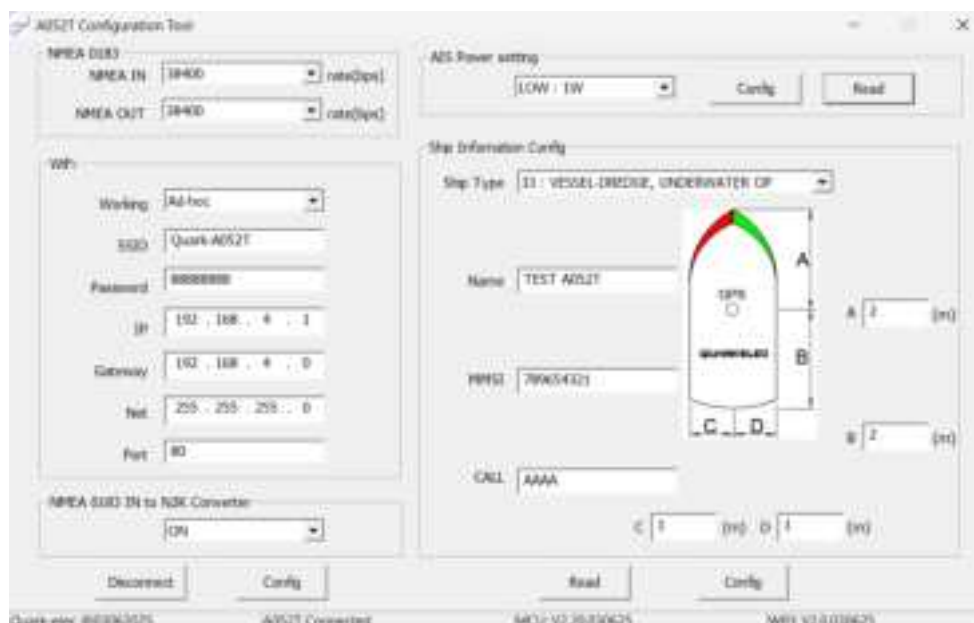 A052T Configuration Tool
NMEA 0183
NMEA IN 38400 rate(bps)
NMEA OUT 38400 rate(bps)
WiFi
Working Ad-hoc
SSID Quark-A052T
Password 88888888
IP 192 . 168 . 4 . 1
Gateway 192 . 168 . 4 . 0
Net 255 . 255 . 255 . 0
Port 80
NMEA 0183 IN to N2K Converter
ON
Disconnect Config
AIS Power setting
LOW : 1W Config Read
Ship Information Config
Ship Type 33 : VESSEL-DREDGE, UNDERWATER OP
Name TEST A052T
MMSI 789654321
CALL AAAA
GPS
QUARK-ELEC
A
B
C D
A 2 (m)
B 2 (m)
C 1 (m) D 1 (m)
Read Config
A052T Connected